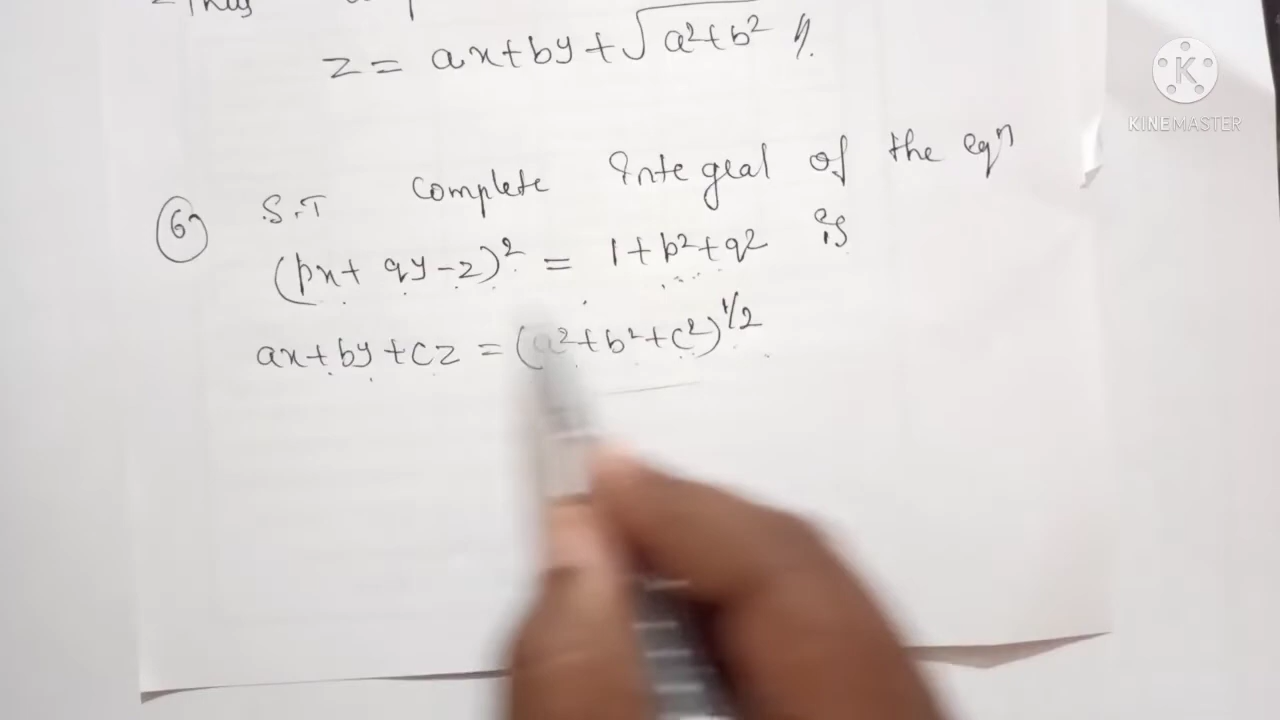 Thus
z = ax+by+√a²+b² //.
KINEMASTER
6) S.T complete Integral of the eqn
(px+ qy-z)² = 1+p²+q² is
ax+by+cz = (a²+b²+c²)^1/2